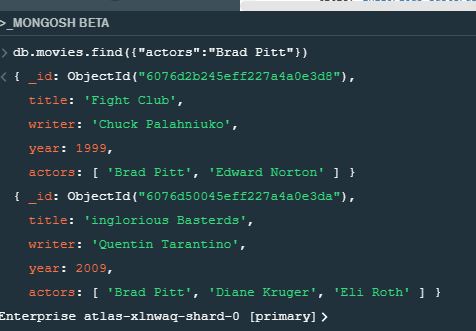 >_MONGOSH BETA
> db.movies.find({"actors":"Brad Pitt"})
< { _id: ObjectId("6076d2b245eff227a4a0e3d8"),
title: 'Fight Club',
writer: 'Chuck Palahniuko',
year: 1999,
actors: [ 'Brad Pitt', 'Edward Norton' ] }
{ _id: ObjectId("6076d50045eff227a4a0e3da"),
title: 'inglorious Basterds',
writer: 'Quentin Tarantino',
year: 2009,
actors: [ 'Brad Pitt', 'Diane Kruger', 'Eli Roth' ] }
Enterprise atlas-xlnwaq-shard-0 [primary]>